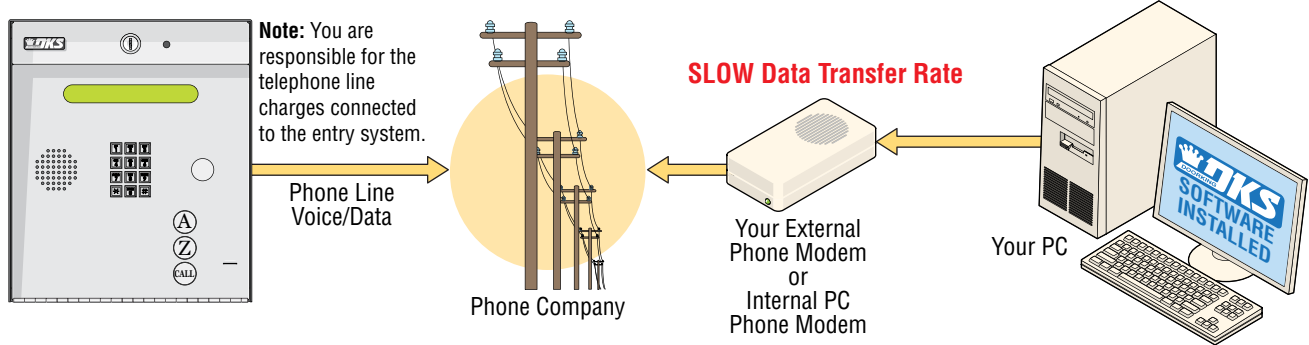 DKS
Note: You are
responsible for the
telephone line
charges connected
to the entry system.
A
Z
CALL
Phone Line
Voice/Data
Phone Company
SLOW Data Transfer Rate
Your External
Phone Modem
or
Internal PC
Phone Modem
Your PC
DOORKING
DKS
SOFTWARE
INSTALLED